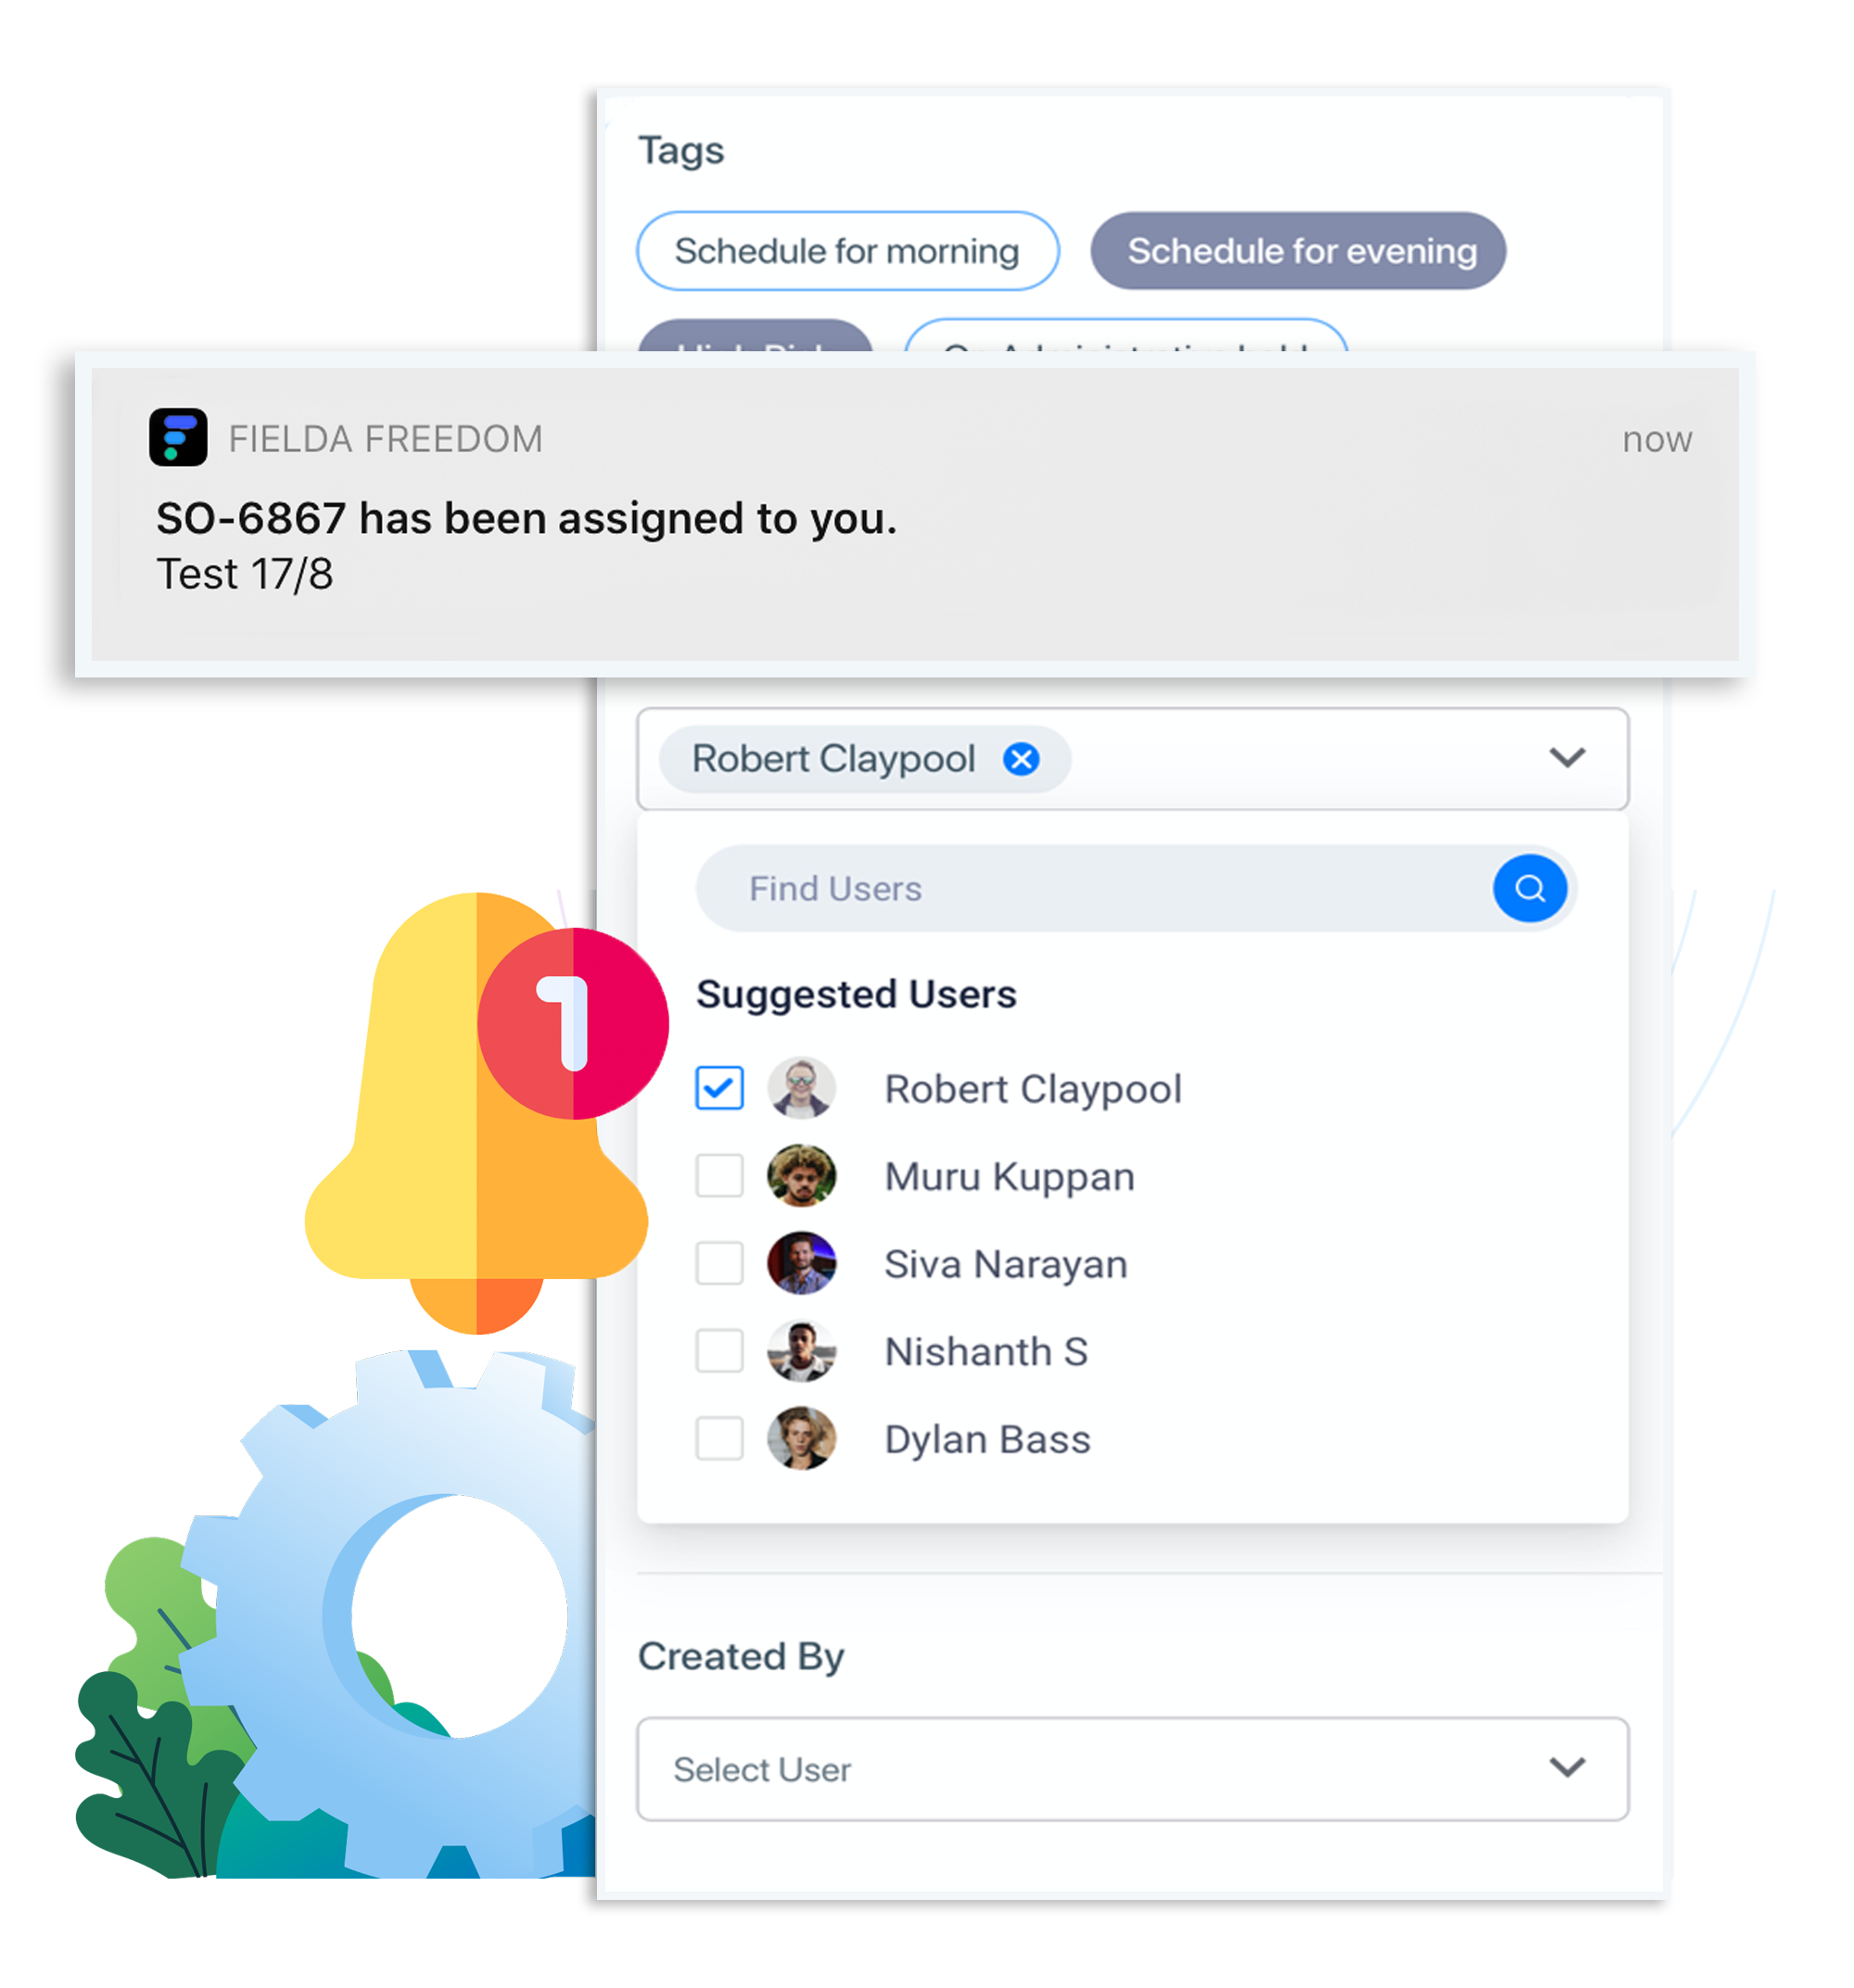 Tags
Schedule for morning Schedule for evening
FIELDA FREEDOM now
SO-6867 has been assigned to you.
Test 17/8
Robert Claypool
Find Users
1
Suggested Users
Robert Claypool
Muru Kuppan
Siva Narayan
Nishanth S
Dylan Bass
Created By
Select User